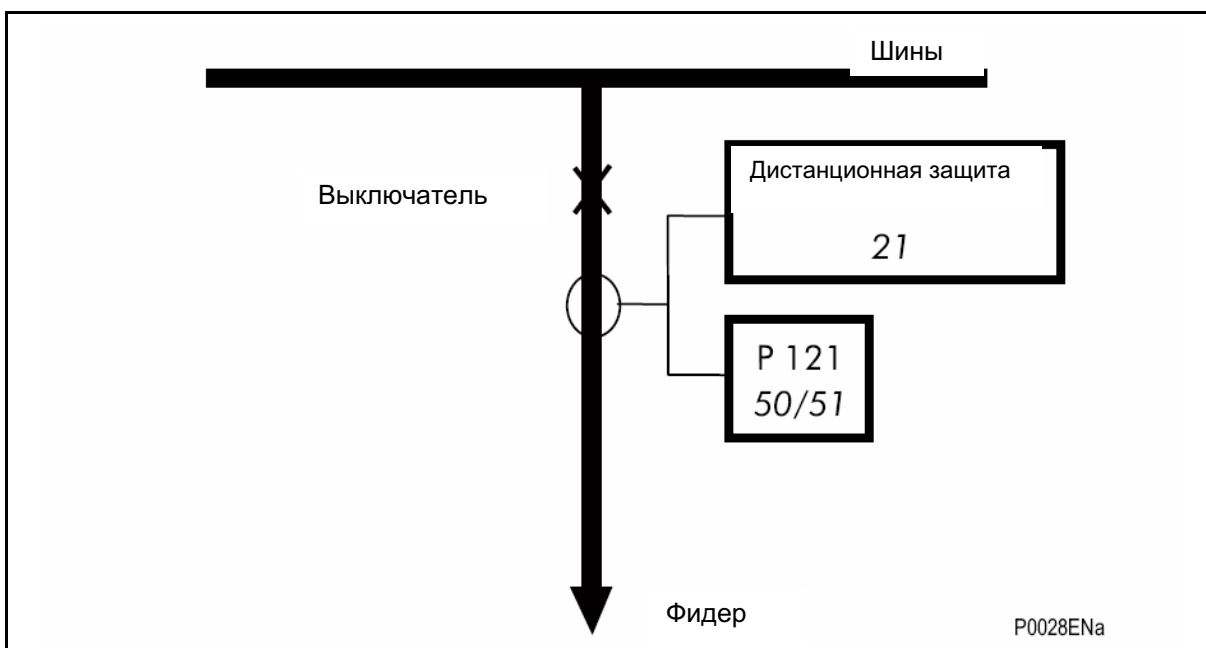 Шины
Дистанционная защита
Выключатель
21
P 121
50/51
Фидер
P0028ENa